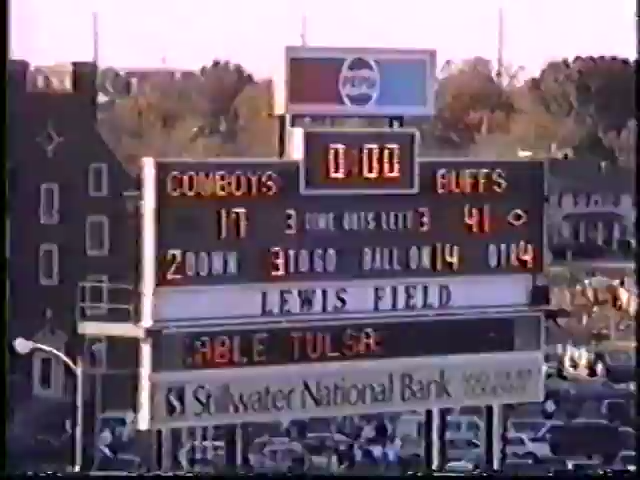 PEPSI
0:00
COWBOYS BUFFS
17 3 TIME OUTS LEFT 3 41
2 DOWN 3 TO GO BALL ON 14 QTR 4
LEWIS FIELD
CABLE TULSA
Stillwater National Bank